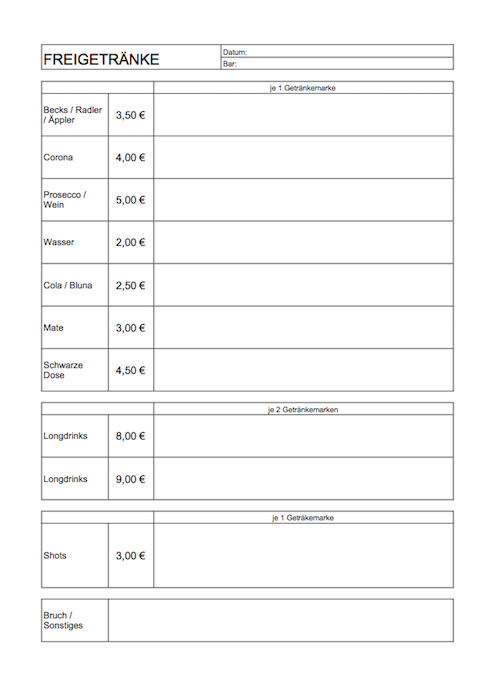 FREIGETRÄNKE
Datum:
Bar:
je 1 Getränkemarke
Becks / Radler
/ Äppler
3,50 €
Corona
4,00 €
Prosecco /
Wein
5,00 €
Wasser
2,00 €
Cola / Bluna
2,50 €
Mate
3,00 €
Schwarze
Dose
4,50 €
je 2 Getränkemarken
Longdrinks
8,00 €
Longdrinks
9,00 €
je 1 Geträkemarke
Shots
3,00 €
Bruch /
Sonstiges